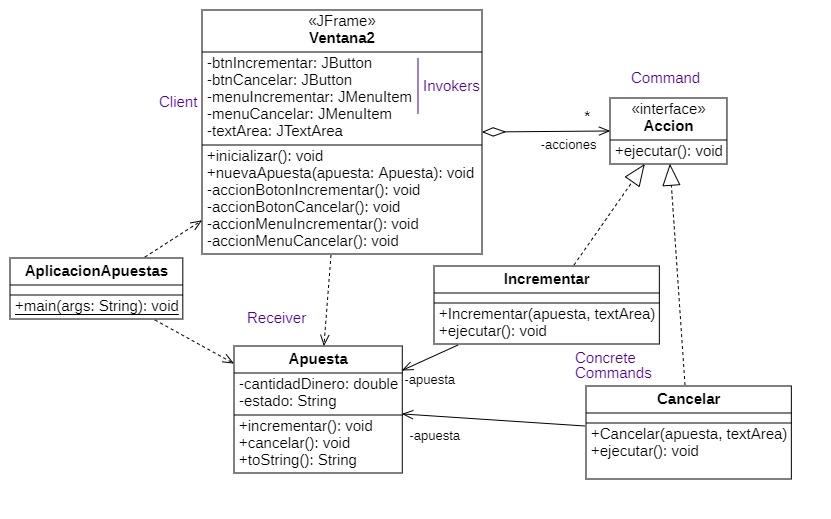 «JFrame»
Ventana2
-btnIncrementar: JButton
-btnCancelar: JButton
-menuIncrementar: JMenuItem
-menuCancelar: JMenuItem
-textArea: JTextArea
Invokers
Client
+inicializar(): void
+nuevaApuesta(apuesta: Apuesta): void
-accionBotonIncrementar(): void
-accionBotonCancelar(): void
-accionMenuIncrementar(): void
-accionMenuCancelar(): void
*
-acciones
Command
«interface»
Accion
+ejecutar(): void
AplicacionApuestas
+main(args: String): void
Incrementar
+Incrementar(apuesta, textArea)
+ejecutar(): void
Receiver
Apuesta
-cantidadDinero: double
-estado: String
+incrementar(): void
+cancelar(): void
+toString(): String
-apuesta
-apuesta
Concrete
Commands
Cancelar
+Cancelar(apuesta, textArea)
+ejecutar(): void